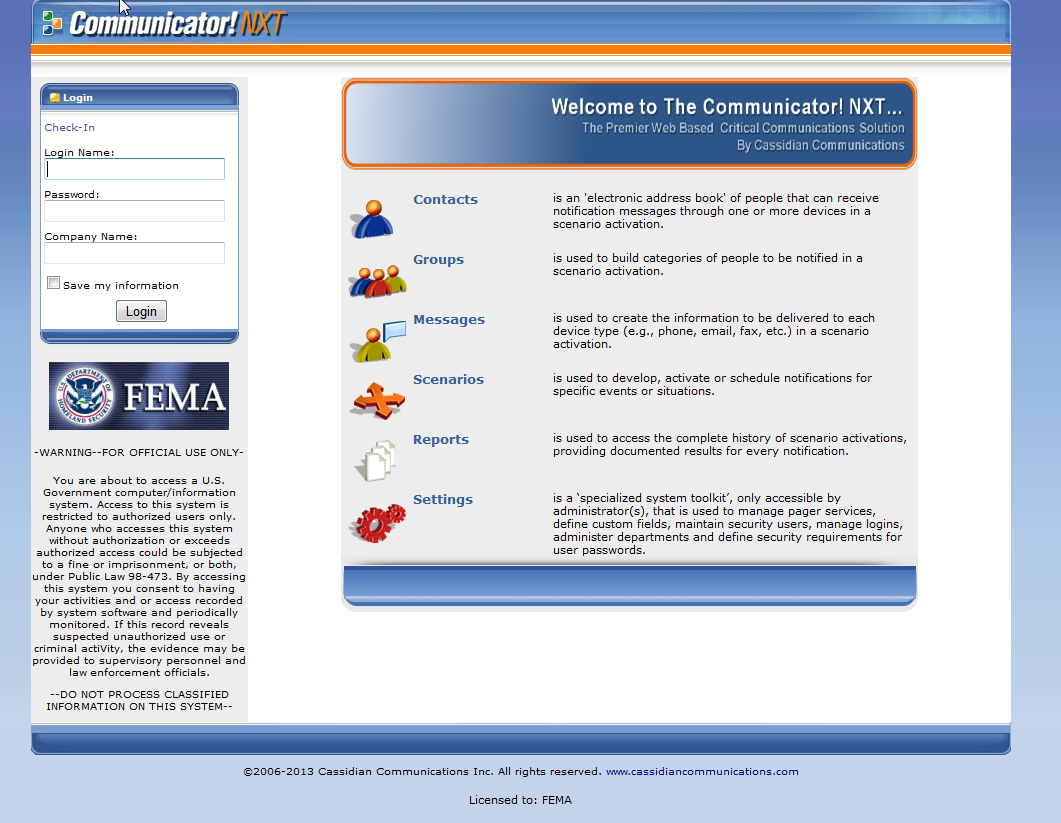 Communicator! NXT
Login
Check-In
Login Name:
Password:
Company Name:
Save my information
Login
U.S. DEPARTMENT OF HOMELAND SECURITY
FEMA
-WARNING--FOR OFFICIAL USE ONLY-
You are about to access a U.S.
Government computer/information
system. Access to this system is
restricted to authorized users only.
Anyone who accesses this system
without authorization or exceeds
authorized access could be subjected
to a fine or imprisonment, or both,
under Public Law 98-473. By accessing
this system you consent to having
your activities and or access recorded
by system software and periodically
monitored. If this record reveals
suspected unauthorized use or
criminal actiVity, the evidence may be
provided to supervisory personnel and
law enforcement officials.
--DO NOT PROCESS CLASSIFIED
INFORMATION ON THIS SYSTEM--
Welcome to The Communicator! NXT...
The Premier Web Based Critical Communications Solution
By Cassidian Communications
Contacts
is an 'electronic address book' of people that can receive
notification messages through one or more devices in a
scenario activation.
Groups
is used to build categories of people to be notified in a
scenario activation.
Messages
is used to create the information to be delivered to each
device type (e.g., phone, email, fax, etc.) in a scenario
activation.
Scenarios
is used to develop, activate or schedule notifications for
specific events or situations.
Reports
is used to access the complete history of scenario activations,
providing documented results for every notification.
Settings
is a ‘specialized system toolkit’, only accessible by
administrator(s), that is used to manage pager services,
define custom fields, maintain security users, manage logins,
administer departments and define security requirements for
user passwords.
©2006-2013 Cassidian Communications Inc. All rights reserved. www.cassidiancommunications.com
Licensed to: FEMA